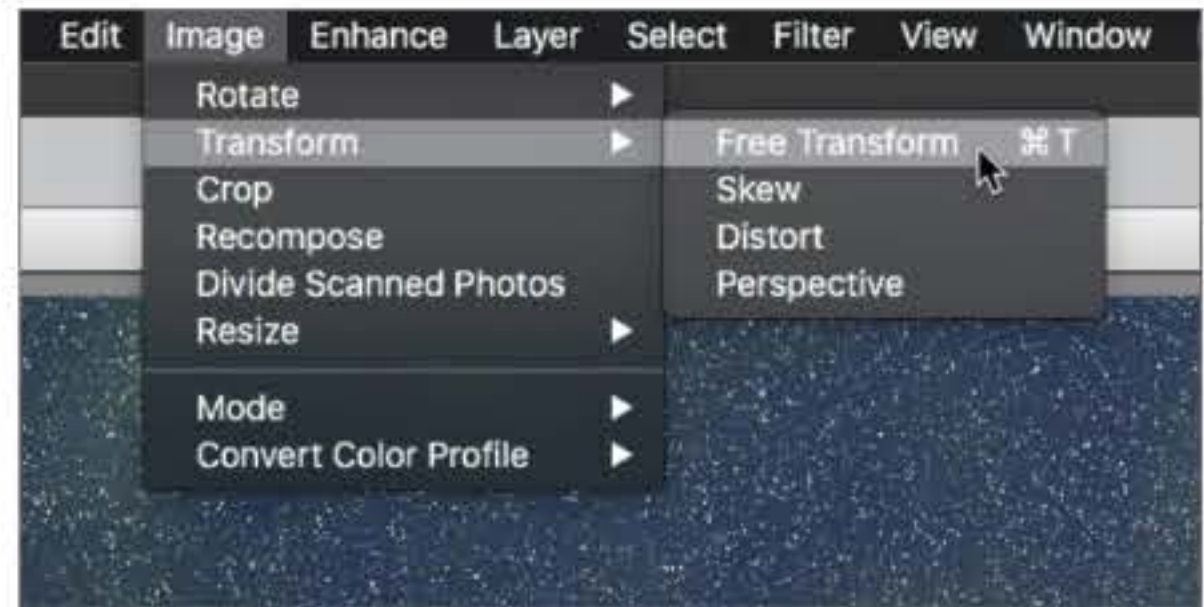 Edit Image Enhance Layer Select Filter View Window
Rotate
Transform
Crop
Recompose
Divide Scanned Photos
Resize
Mode
Convert Color Profile
Free Transform ⌘ T
Skew
Distort
Perspective